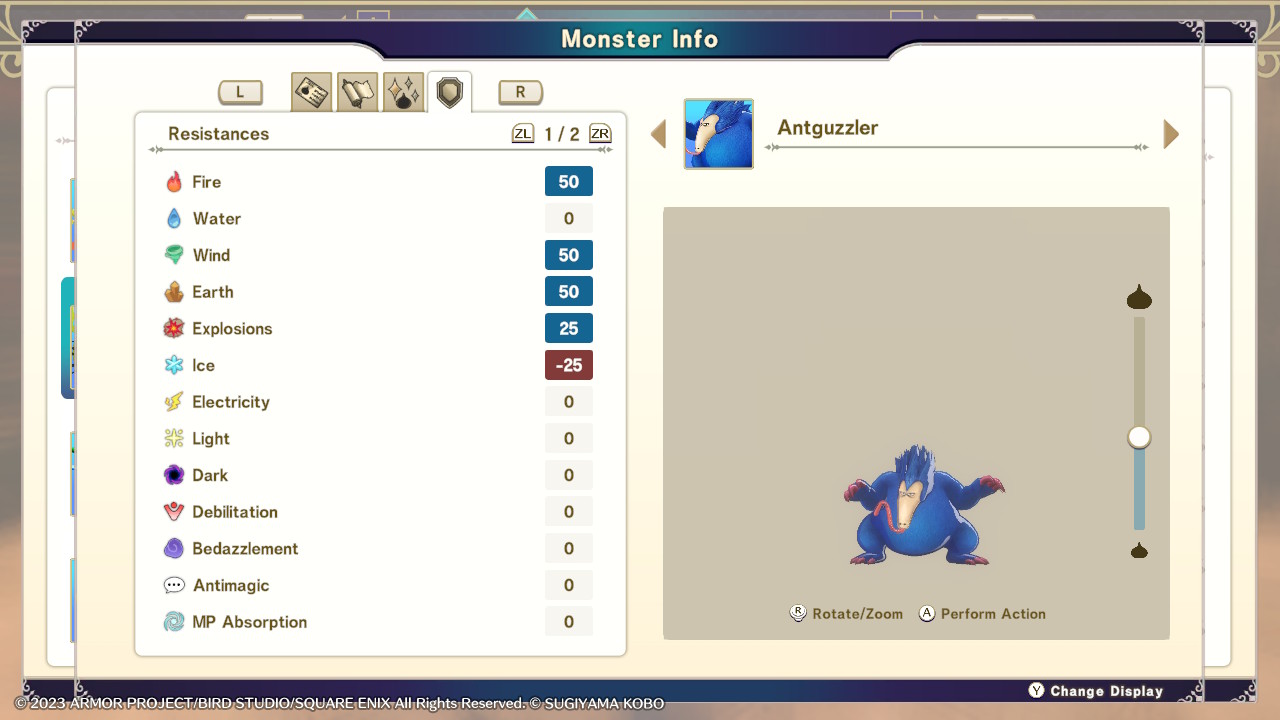 Monster Info
L
R
Resistances ZL 1 / 2 ZR
Fire 50
Water 0
Wind 50
Earth 50
Explosions 25
Ice -25
Electricity 0
Light 0
Dark 0
Debilitation 0
Bedazzlement 0
Antimagic 0
MP Absorption 0
Antguzzler
R Rotate/Zoom A Perform Action
Y Change Display
© 2023 ARMOR PROJECT/BIRD STUDIO/SQUARE ENIX All Rights Reserved. © SUGIYAMA KOBO